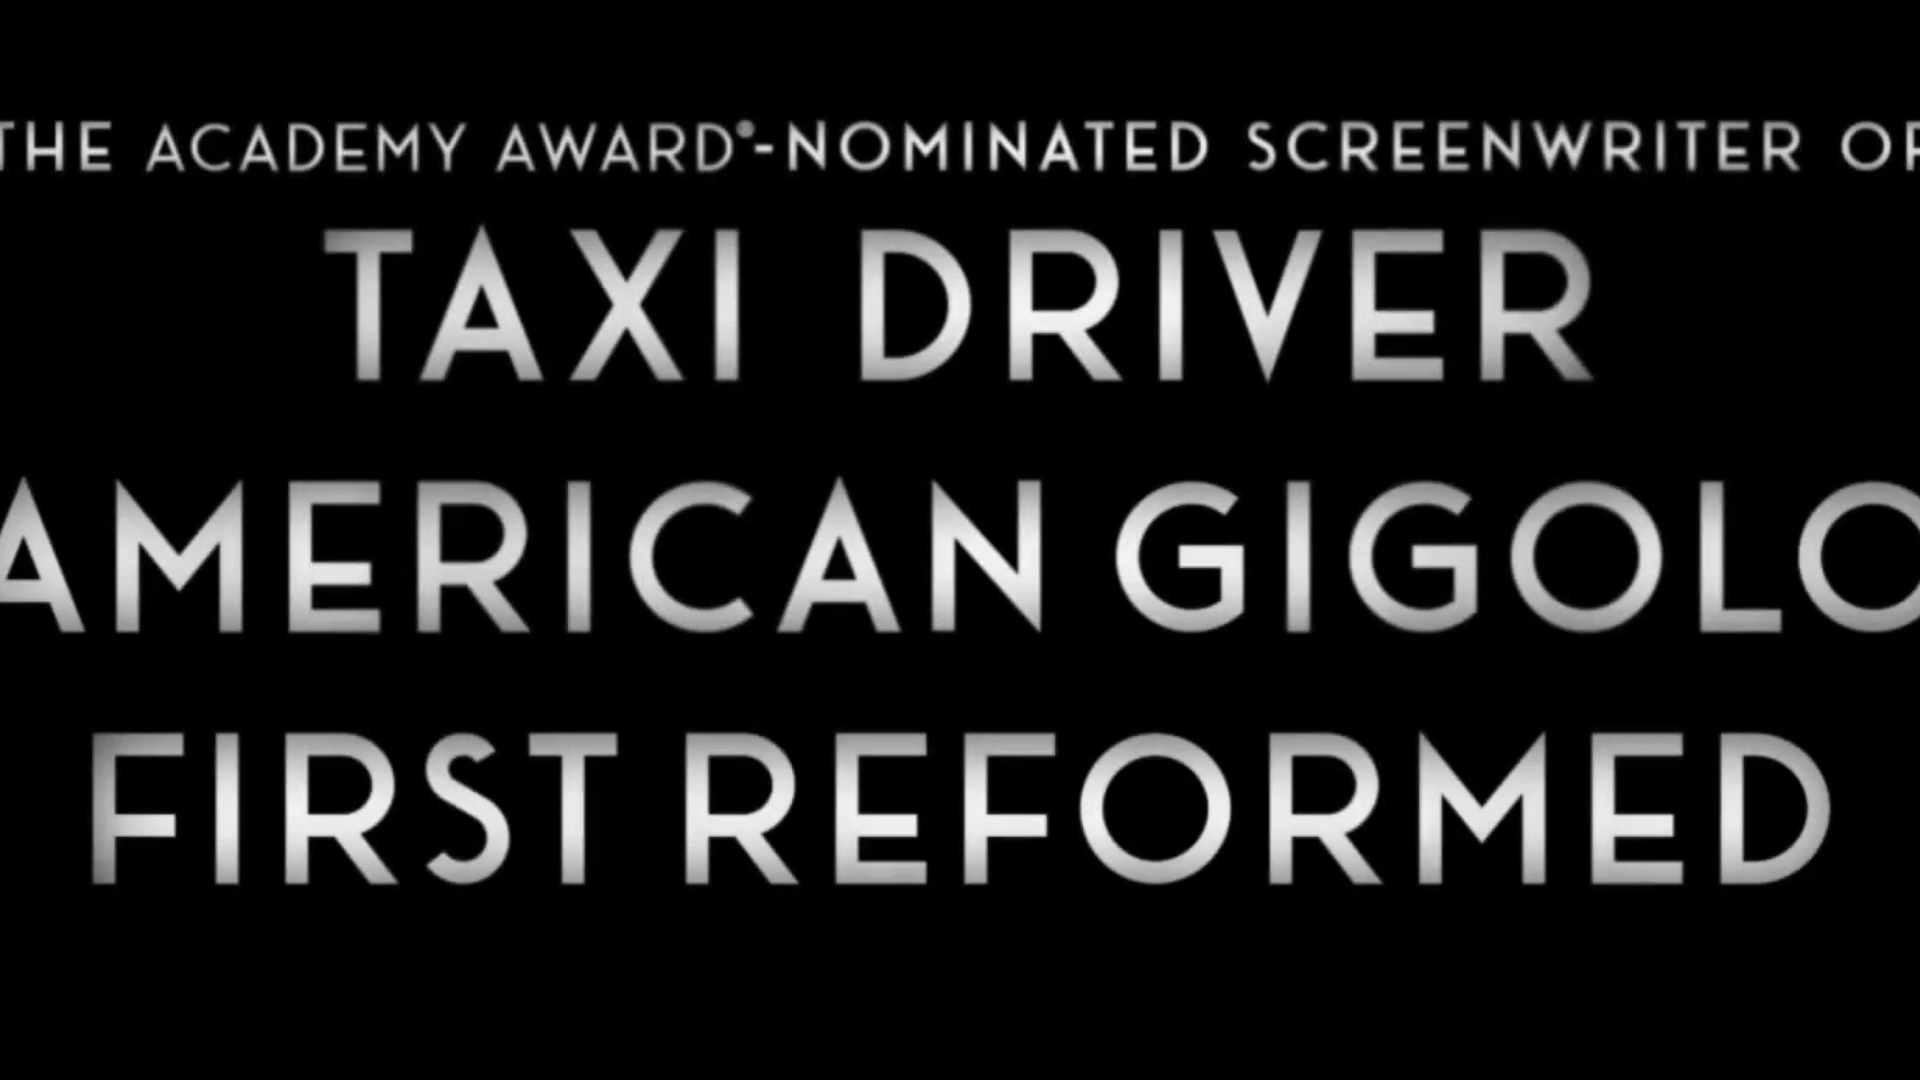 THE ACADEMY AWARD®-NOMINATED SCREENWRITER OF
TAXI DRIVER
AMERICAN GIGOLO
FIRST REFORMED